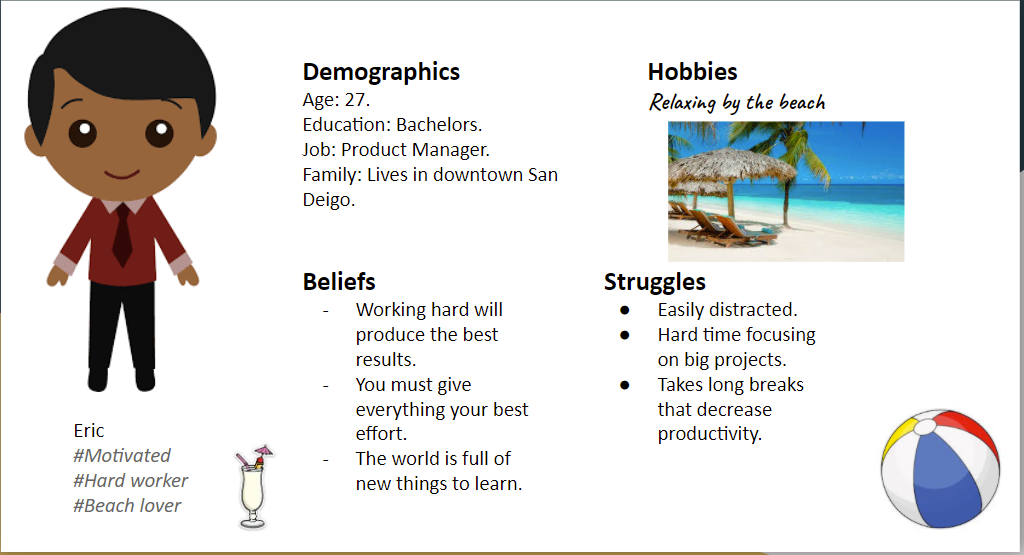 Demographics
Age: 27.
Education: Bachelors.
Job: Product Manager.
Family: Lives in downtown San
Deigo.
Hobbies
Relaxing by the beach
Beliefs
- Working hard will
produce the best
results.
- You must give
everything your best
effort.
- The world is full of
new things to learn.
Struggles
● Easily distracted.
● Hard time focusing
on big projects.
● Takes long breaks
that decrease
productivity.
Eric
#Motivated
#Hard worker
#Beach lover